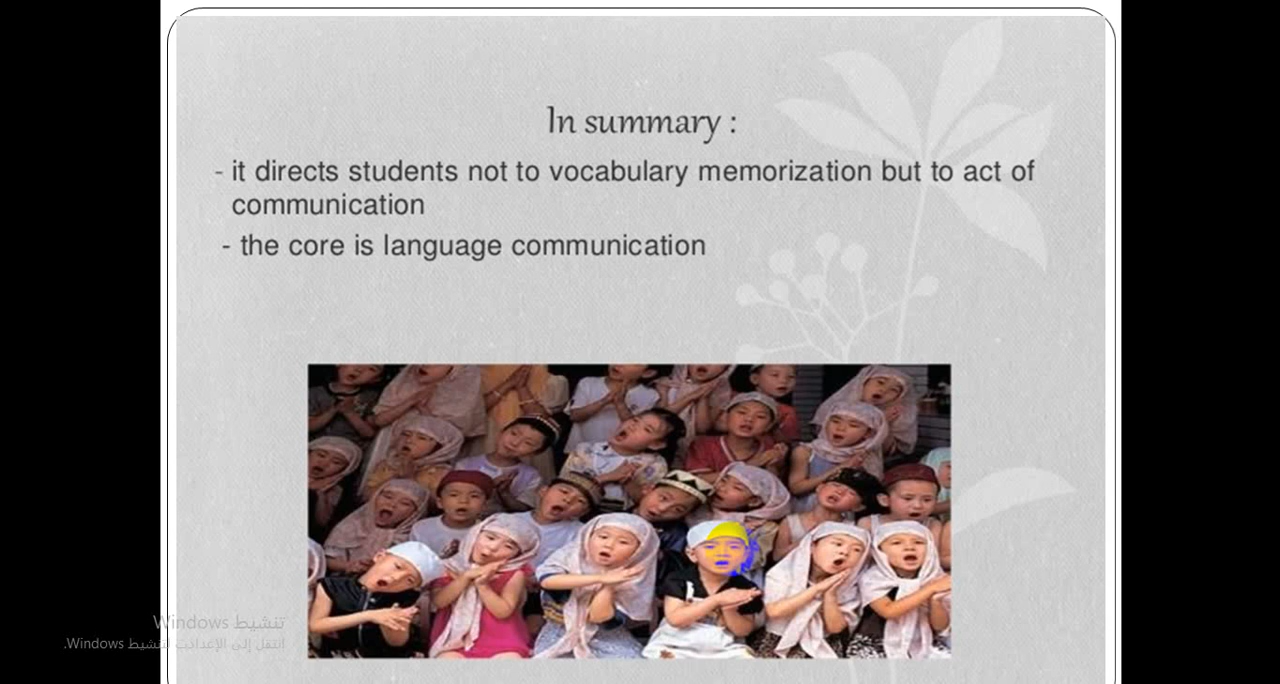 In summary :
- it directs students not to vocabulary memorization but to act of
communication
- the core is language communication
تنشيط Windows
انتقل إلى الإعدادات لتنشيط Windows.